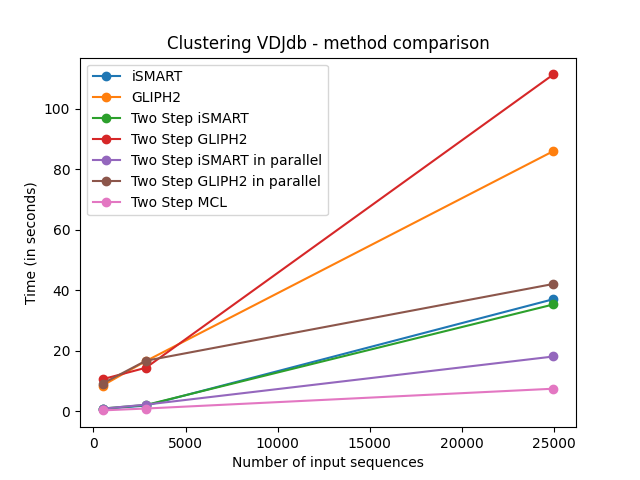 Clustering VDJdb - method comparison
iSMART
GLIPH2
Two Step iSMART
Two Step GLIPH2
Two Step iSMART in parallel
Two Step GLIPH2 in parallel
Two Step MCL
Time (in seconds)
100
80
60
40
20
0
0 5000 10000 15000 20000 25000
Number of input sequences